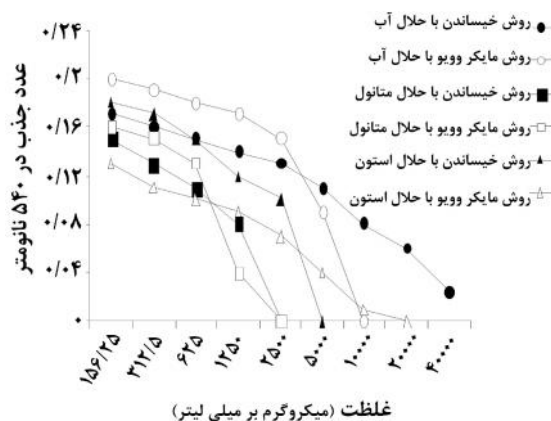 ۰/۲۴
۰/۲
۰/۱۶
۰/۱۲
۰/۰۸
۰/۰۴
۰
عدد جذب در ۵۴۰ نانومتر
روش خیساندن با حلال آب
روش مایکر وویو با حلال آب
روش خیساندن با حلال متانول
روش مایکر وویو با حلال متانول
روش خیساندن با حلال استون
روش مایکر وویو با حلال استون
۱۵۶/۲۵
۳۱۲/۵
۶۲۵
۱۲۵۰
۲۵۰۰
۵۰۰۰
۱۰۰۰۰
۲۰۰۰۰
۴۰۰۰۰
غلظت (میکروگرم بر میلی لیتر)